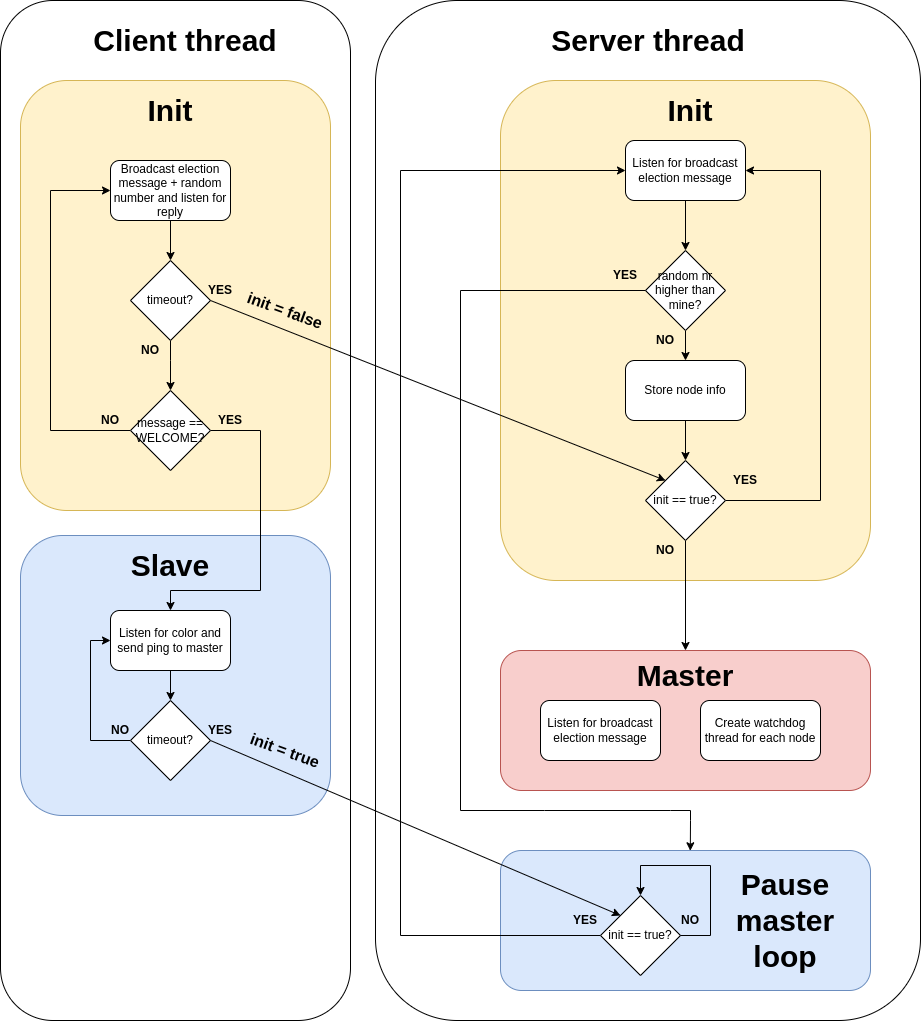 Client thread
Init
Broadcast election
message + random
number and listen for
reply
timeout?
YES
NO
init = false
message ==
WELCOME?
NO
YES
Slave
Listen for color and
send ping to master
timeout?
NO
YES
init = true
Server thread
Init
Listen for broadcast
election message
random nr
higher than
mine?
YES
NO
Store node info
init == true?
YES
NO
Master
Listen for broadcast
election message
Create watchdog
thread for each node
Pause
master
loop
init == true?
YES
NO